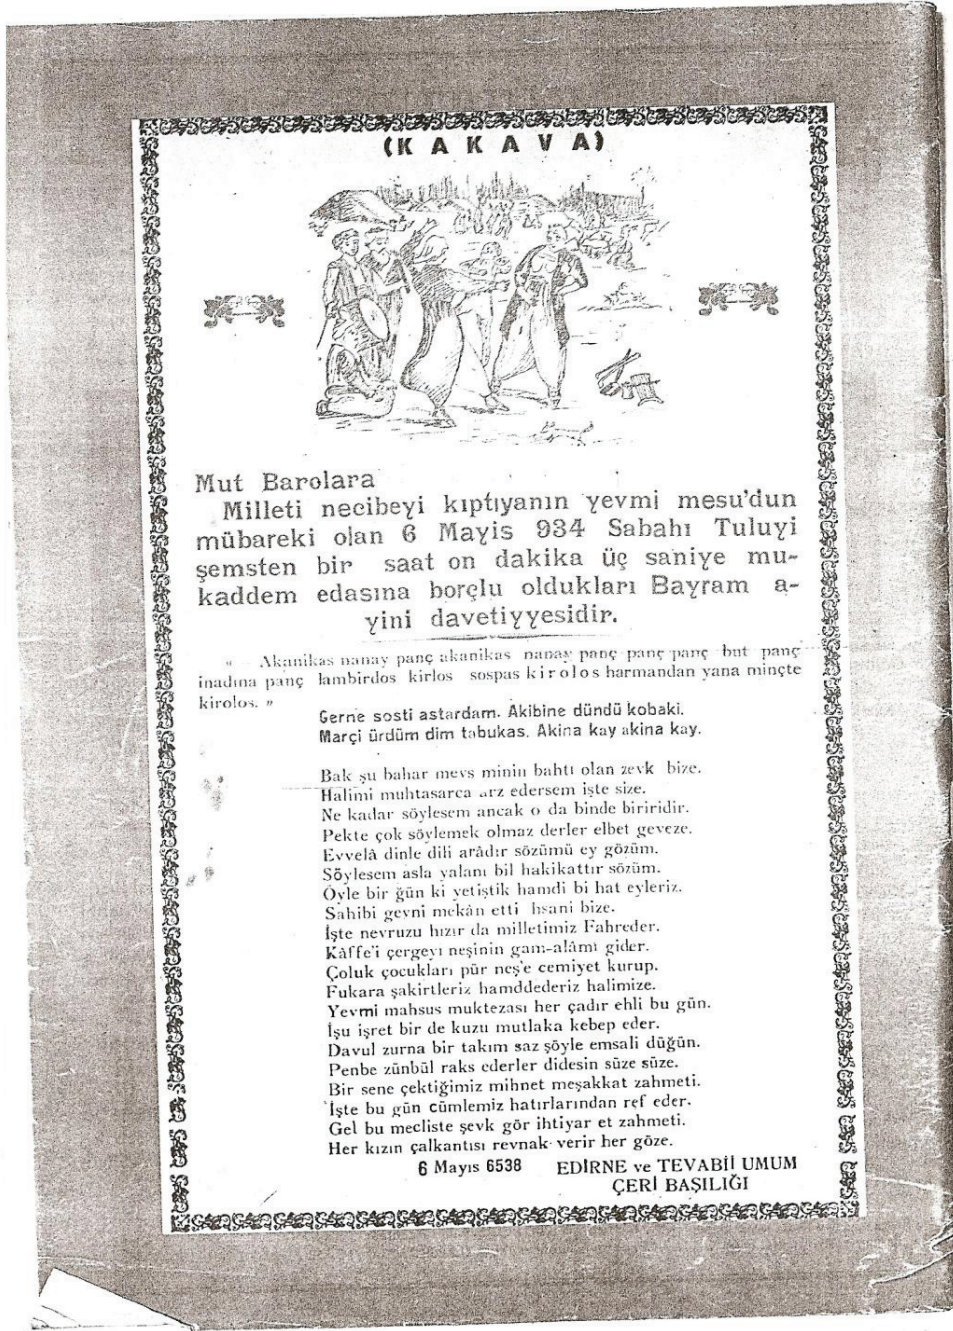 (K A K A V A)
Mut Barolara
Milleti necibeyi kıptıyanın yevmi mesu'dun
mübareki olan 6 Mayis 934 Sabahı Tuluyi
şemsten bir saat on dakika üç saniye mu-
kaddem edasına borçlu oldukları Bayram a-
yini davetiyyesidir.
« — Akanikas nanay panç akanikas nanay panç panç panç but panç
inadına panç lambirdos kirlos sospas kirolos harmandan yana minçte
kirolos. »
Gerne sosti astardam. Akibine dündü kobaki.
Marçi ürdüm dim tabukas. Akina kay akina kay.
Bak şu bahar mevs minin bahtı olan zevk bize.
Halimi muhtasarca arz edersem işte size.
Ne kadar söylesem ancak o da binde biriridir.
Pekte çok söylemek olmaz derler elbet geveze.
Evvelâ dinle dili arâdır sözümü ey gözüm.
Söylesem asla yalanı bil hakikattır sözüm.
Öyle bir ğün ki yetiştik hamdi bi hat eyleriz.
Sahibi gevni mekân etti hsani bize.
İşte nevruzu hızır da milletimiz Fahreder.
Kâffe'i çergeyı neşinin gam-alâmi gider.
Çoluk çocukları pür neş'e cemiyet kurup.
Fukara şakirtleriz hamddederiz halimize.
Yevmi mahsus muktezası her çadır ehli bu gün.
İşu işret bir de kuzu mutlaka kebep eder.
Davul zurna bir takım saz şöyle emsali düğün.
Penbe zünbül raks ederler didesin süze süze.
Bir sene çektiğimiz mihnet meşakkat zahmeti.
İşte bu gün cümlemiz hatırlarından ref eder.
Gel bu mecliste şevk gör ihtiyar et zahmeti.
Her kızın çalkantısı revnak verir her göze.
6 Mayıs 6538 EDİRNE ve TEVABİİ UMUM
ÇERİ BAŞILIĞI